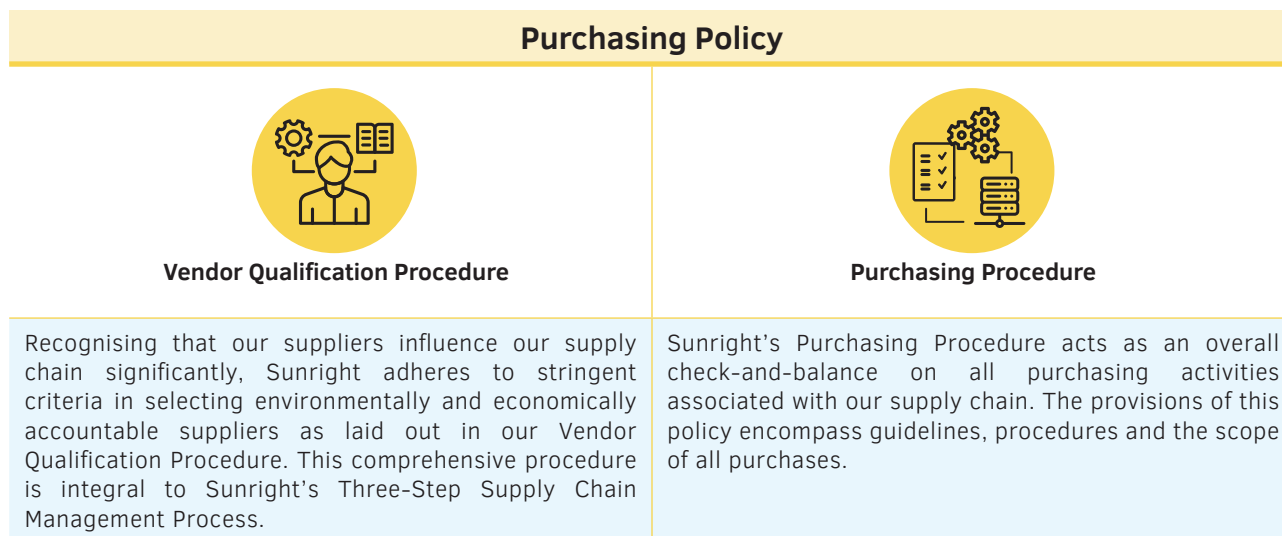 Purchasing Policy
Vendor Qualification Procedure
Recognising that our suppliers influence our supply
chain significantly, Sunright adheres to stringent
criteria in selecting environmentally and economically
accountable suppliers as laid out in our Vendor
Qualification Procedure. This comprehensive procedure
is integral to Sunright’s Three-Step Supply Chain
Management Process.
Purchasing Procedure
Sunright’s Purchasing Procedure acts as an overall
check-and-balance on all purchasing activities
associated with our supply chain. The provisions of this
policy encompass guidelines, procedures and the scope
of all purchases.